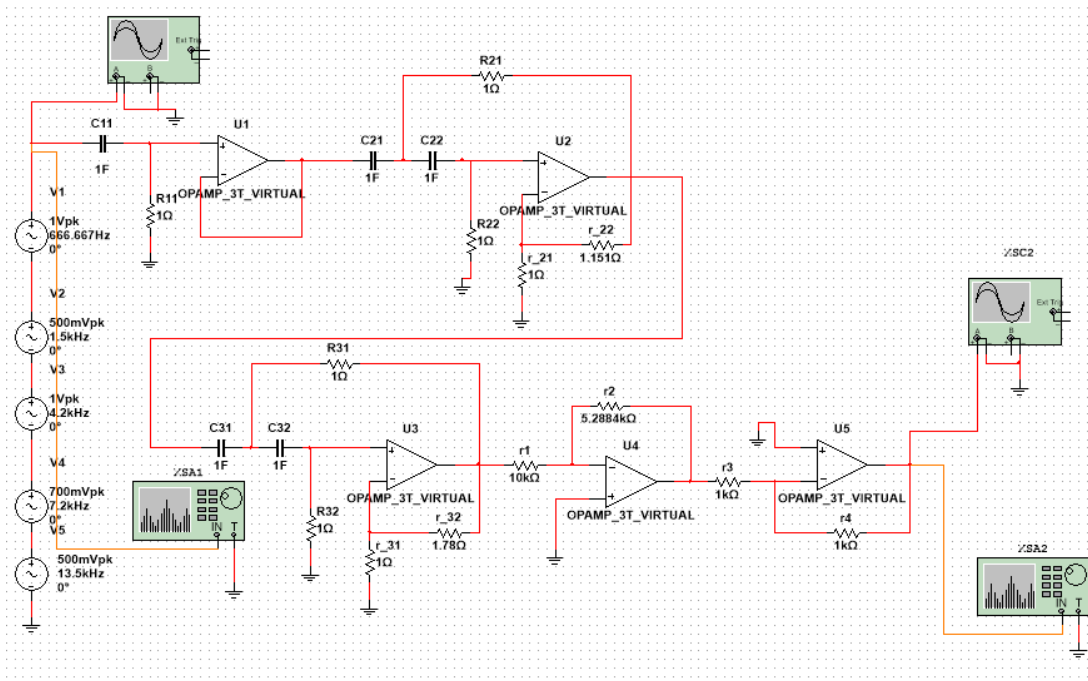 Ext Trig
A
B
R21
1Ω
C11
1F
U1
OPAMP_3T_VIRTUAL
R11
1Ω
C21
1F
C22
1F
U2
OPAMP_3T_VIRTUAL
R22
1Ω
r_22
1.151Ω
r_21
1Ω
V1
1Vpk
666.667Hz
0°
V2
500mVpk
1.5kHz
0°
V3
1Vpk
4.2kHz
0°
V4
700mVpk
7.2kHz
0°
V5
500mVpk
13.5kHz
0°
XSC2
Ext Trig
A
B
R31
1Ω
C31
1F
C32
1F
U3
OPAMP_3T_VIRTUAL
R32
1Ω
r_32
1.78Ω
r_31
1Ω
r1
10kΩ
r2
5.2884kΩ
U4
OPAMP_3T_VIRTUAL
r3
1kΩ
U5
OPAMP_3T_VIRTUAL
r4
1kΩ
XSA1
IN T
XSA2
IN T